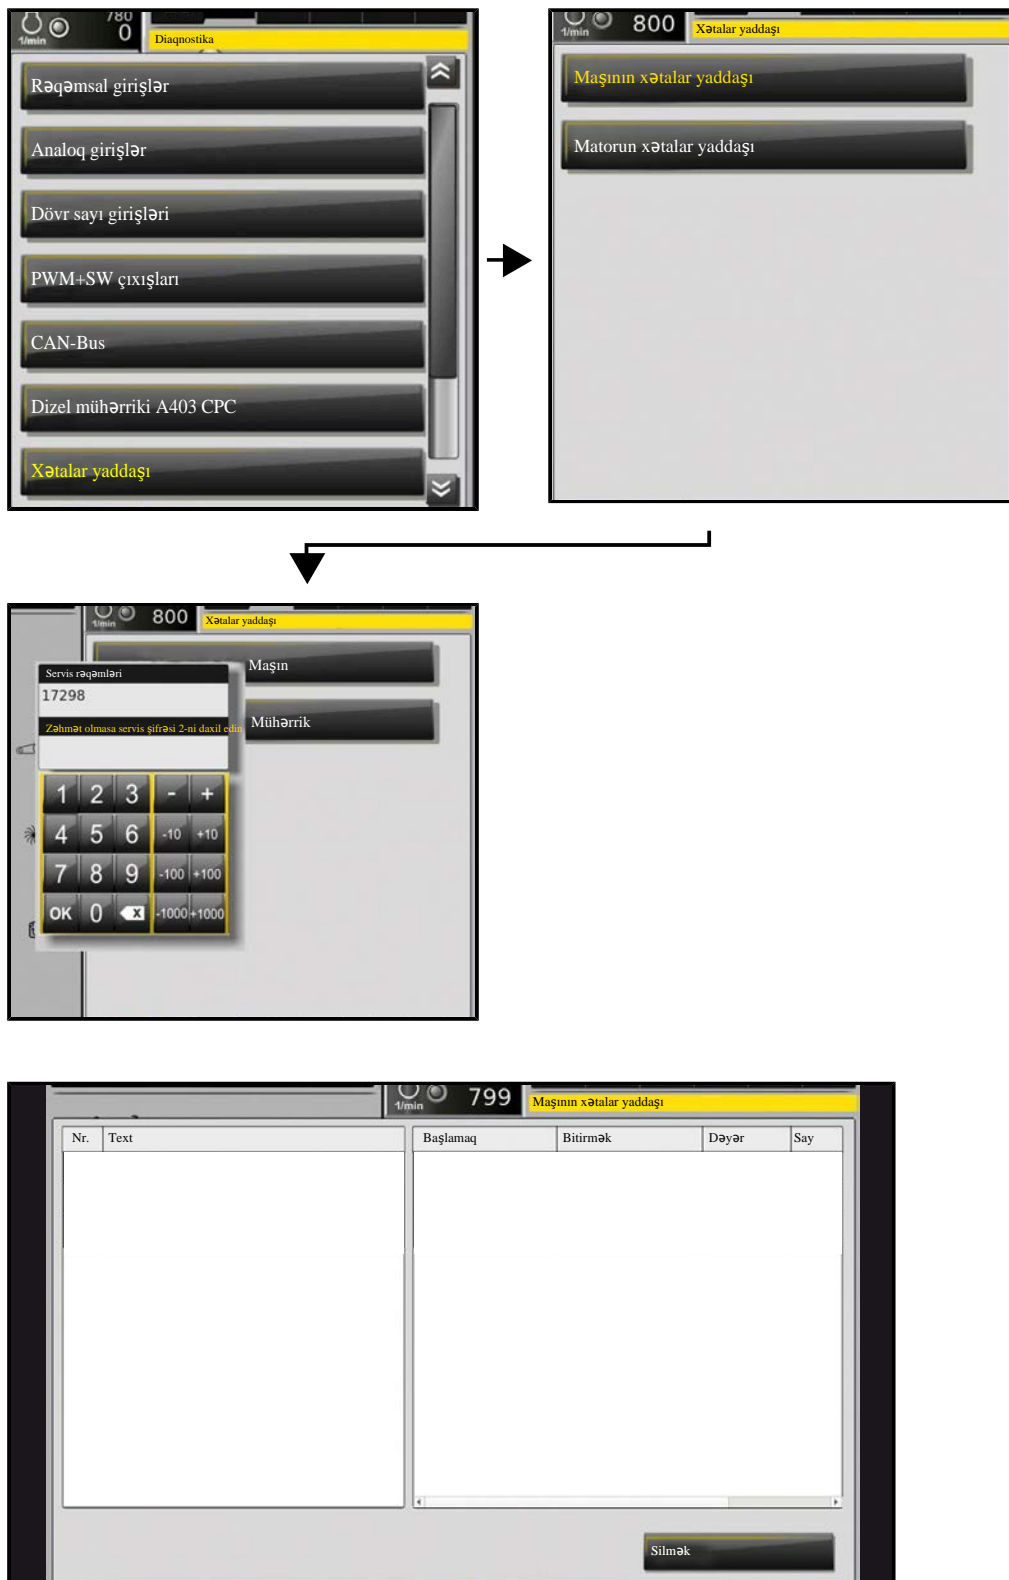 780
1/min
0
Diaqnostika
Rəqəmsal girişlər
Analoq girişlər
Dövr sayı girişləri
PWM+SW çıxışları
CAN-Bus
Dizel mühərriki A403 CPC
Xətalar yaddaşı
1/min
800
Xətalar yaddaşı
Maşının xətalar yaddaşı
Matorun xətalar yaddaşı
1/min
800
Xətalar yaddaşı
Maşın
Mühərrik
Servis rəqəmləri
17298
Zəhmət olmasa servis şifrəsi 2-ni daxil edin.
1 2 3 - +
4 5 6 -10 +10
7 8 9 -100 +100
OK 0 X -1000 +1000
1/min
799
Maşının xətalar yaddaşı
Nr. Text Başlamaq Bitirmək Dəyər Say
Silmək